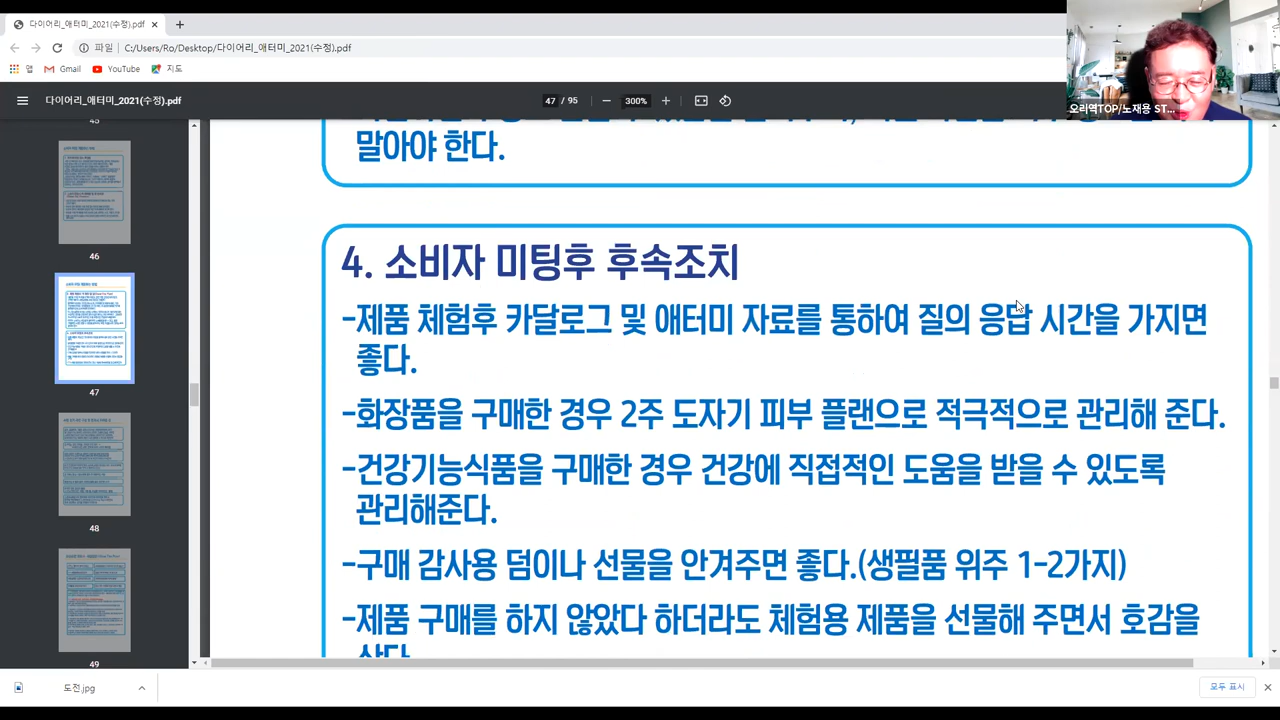 다이어리_애터미_2021(수정).pdf
파일 C:/Users/Ro/Desktop/다이어리_애터미_2021(수정).pdf
앱 Gmail YouTube 지도
다이어리_애터미_2021(수정).pdf 47 / 95 300%
오리역TOP/노재용 ST...
45
46
47
48
49
말아야 한다.
4. 소비자 미팅후 후속조치
-제품 체험후 카달로그 및 애터미 자료를 통하여 질의 응답 시간을 가지면
좋다.
-화장품을 구매한 경우 2주 도자기 피부 플랜으로 적극적으로 관리해 준다.
-건강기능식품을 구매한 경우 건강에 직접적인 도움을 받을 수 있도록
관리해준다.
-구매 감사용 덤이나 선물을 안겨주면 좋다.(생필품 위주 1-2가지)
-제품 구매를 하지 않았다 하더라도 체험용 제품을 선물해 주면서 호감을
도전.jpg
모두 표시